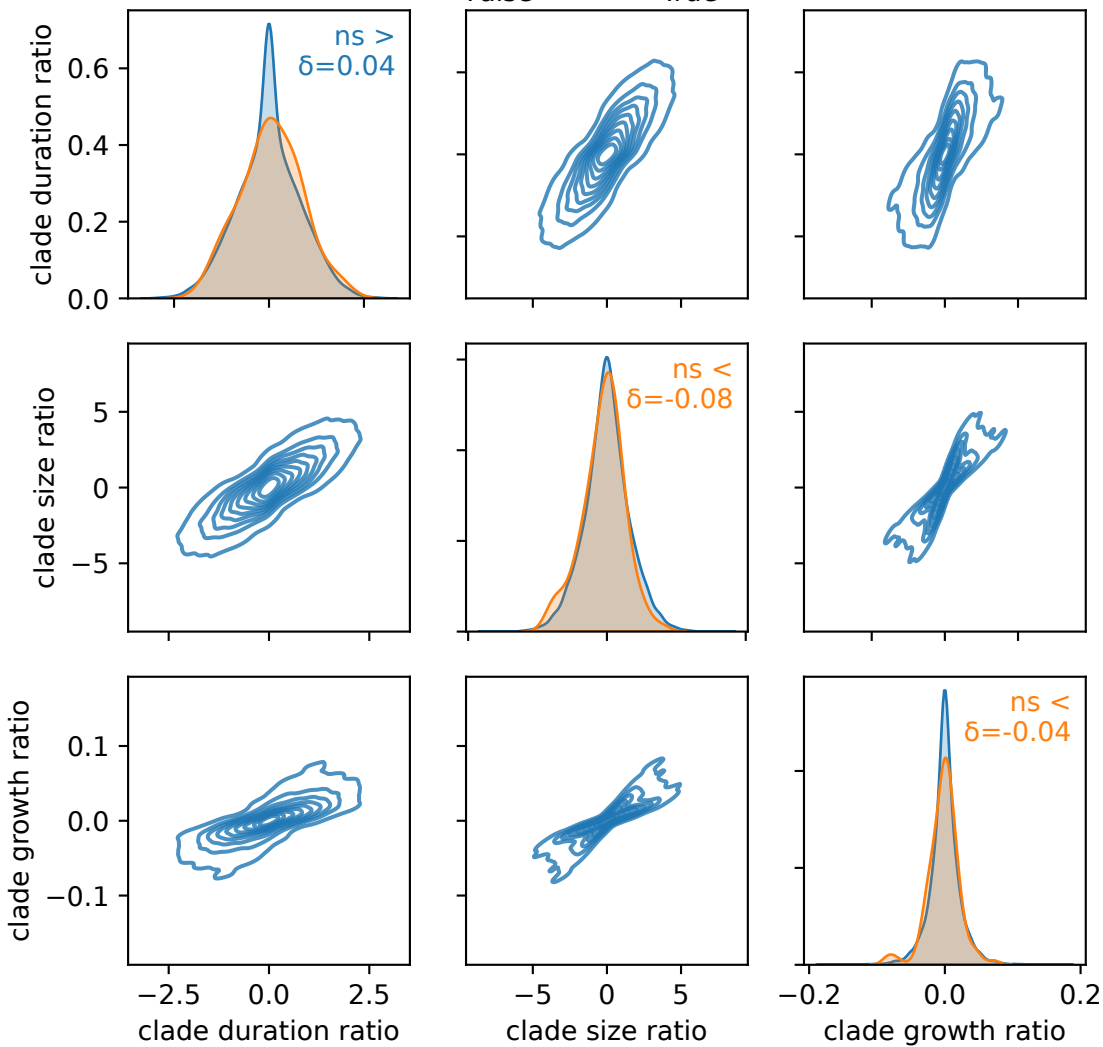 clade duration ratio
0.6
0.4
0.2
0.0
ns >
δ=0.04
clade size ratio
5
0
−5
ns <
δ=-0.08
clade growth ratio
0.1
0.0
−0.1
ns <
δ=-0.04
−2.5 0.0 2.5
−5 0 5
−0.2 0.0 0.2
clade duration ratio
clade size ratio
clade growth ratio